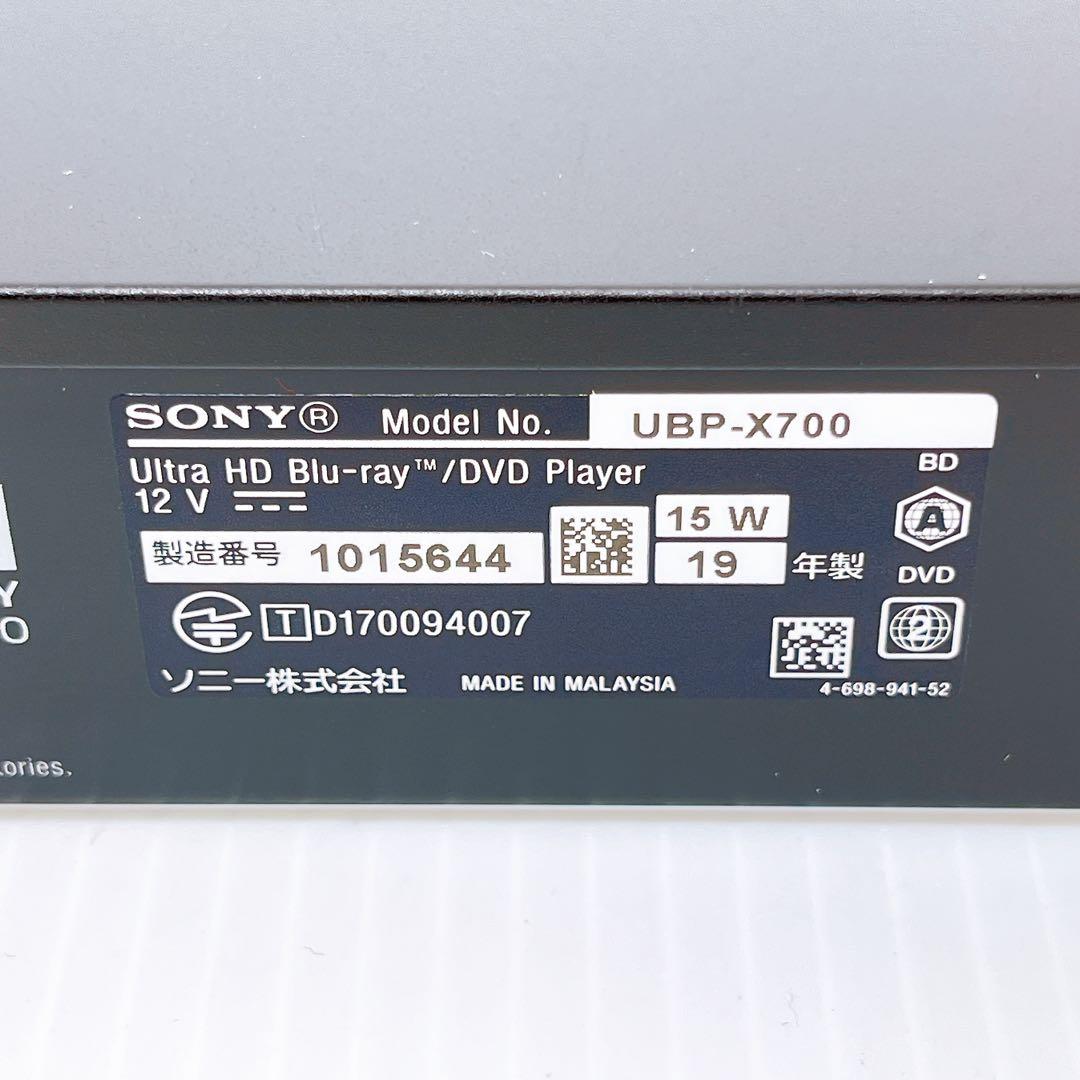 SONY® Model No. UBP-X700
Ultra HD Blu-ray™/DVD Player
12 V
製造番号 1015644
15 W
19 年製
BD
A
DVD
2
T D170094007
ソニー株式会社 MADE IN MALAYSIA
4-698-941-52
Y
O
ories.